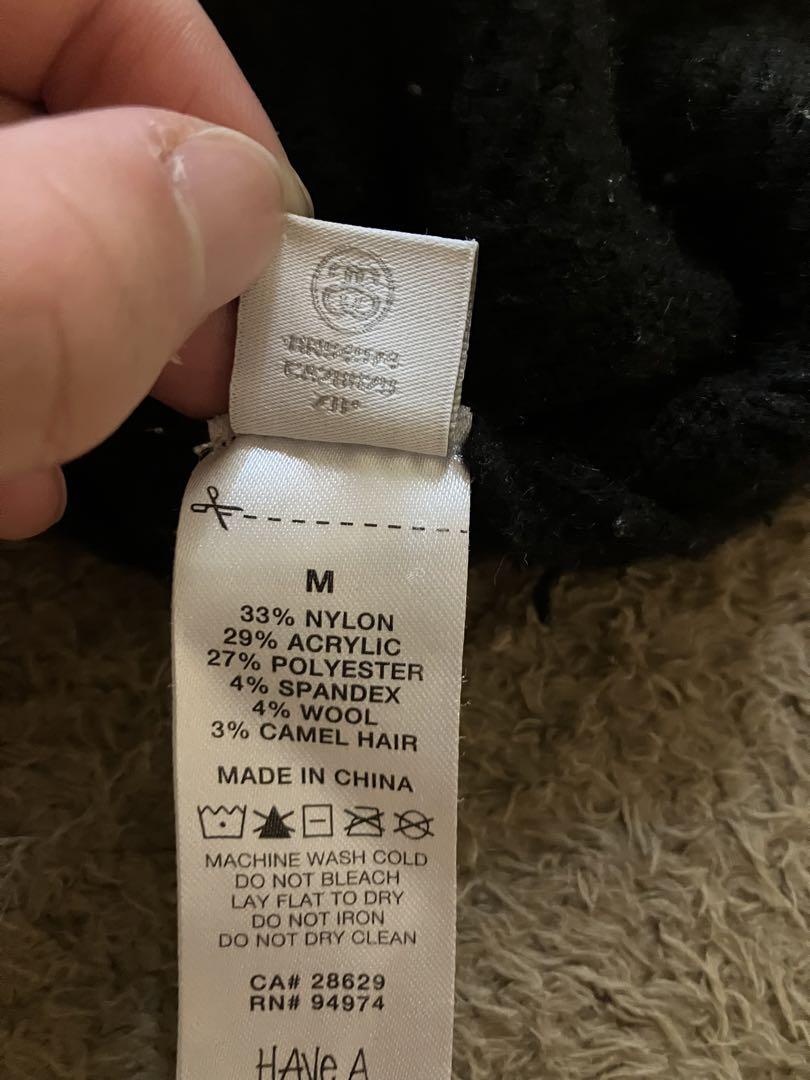 M
33% NYLON
29% ACRYLIC
27% POLYESTER
4% SPANDEX
4% WOOL
3% CAMEL HAIR
MADE IN CHINA
MACHINE WASH COLD
DO NOT BLEACH
LAY FLAT TO DRY
DO NOT IRON
DO NOT DRY CLEAN
CA# 28629
RN# 94974
HAVE A